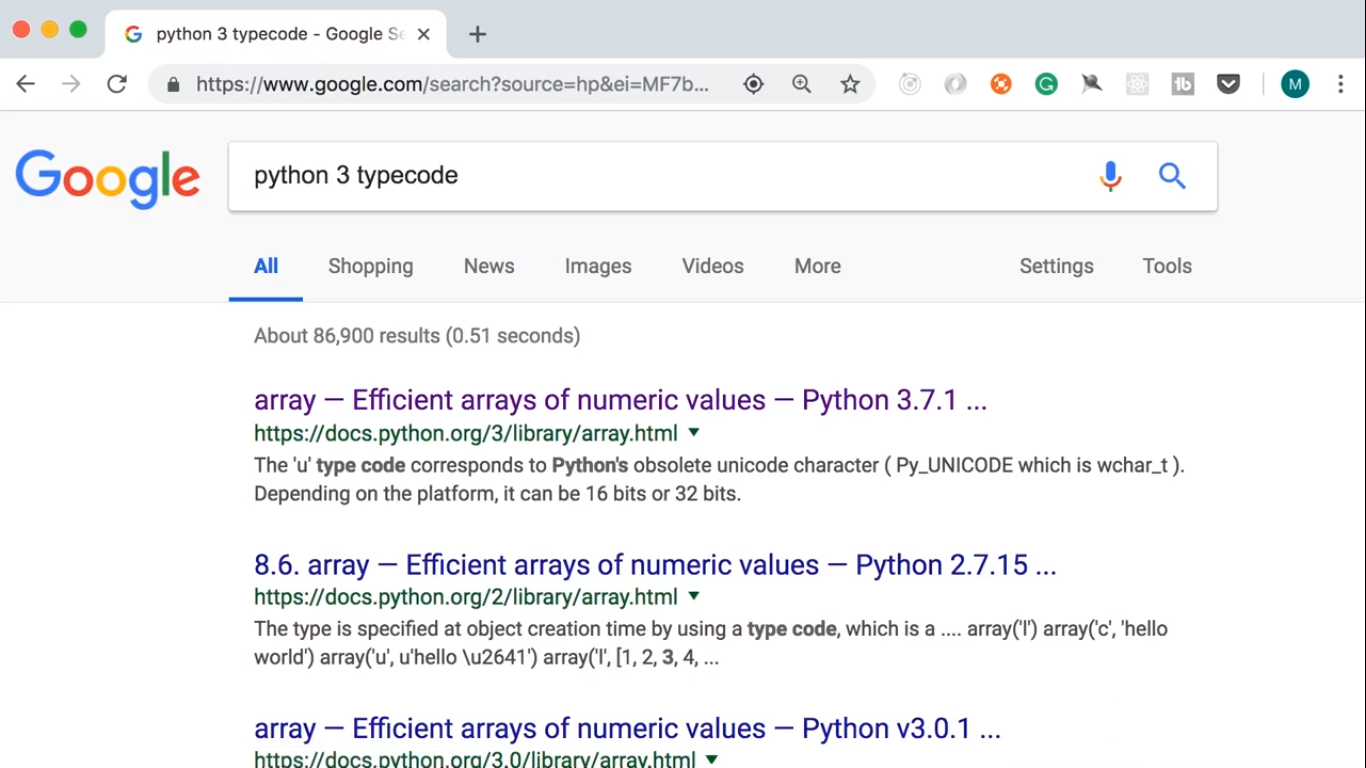 python 3 typecode - Google Se
https://www.google.com/search?source=hp&ei=MF7b...
M
Google
python 3 typecode
All Shopping News Images Videos More Settings Tools
About 86,900 results (0.51 seconds)
array — Efficient arrays of numeric values — Python 3.7.1 ...
https://docs.python.org/3/library/array.html
The 'u' type code corresponds to Python's obsolete unicode character ( Py_UNICODE which is wchar_t ).
Depending on the platform, it can be 16 bits or 32 bits.
8.6. array — Efficient arrays of numeric values — Python 2.7.15 ...
https://docs.python.org/2/library/array.html
The type is specified at object creation time by using a type code, which is a .... array('l') array('c', 'hello
world') array('u', u'hello \u2641') array('l', [1, 2, 3, 4, ...
array — Efficient arrays of numeric values — Python v3.0.1 ...
https://docs.python.org/3.0/library/array.html